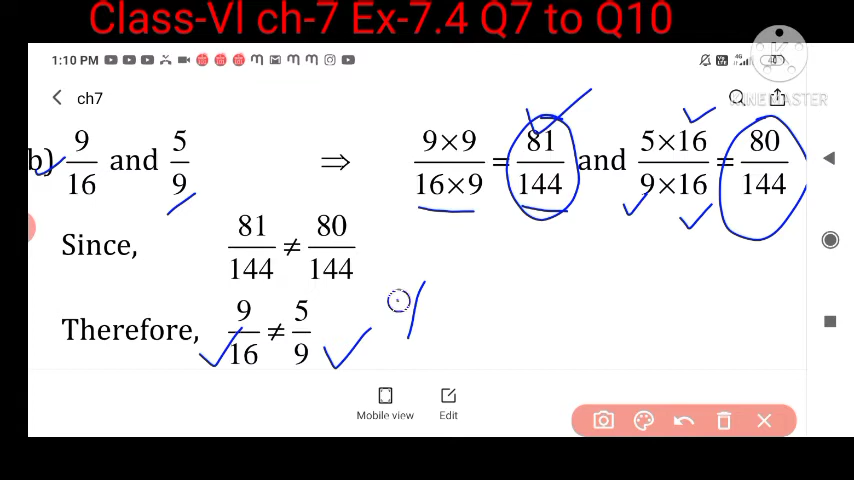 Class-VI ch-7 Ex-7.4 Q7 to Q10
1:10 PM
ch7
KINEMASTER
b) 9/16 and 5/9 ⇒ 9×9/16×9 = 81/144 and 5×16/9×16 = 80/144
Since, 81/144 ≠ 80/144
Therefore, 9/16 ≠ 5/9
Mobile view Edit